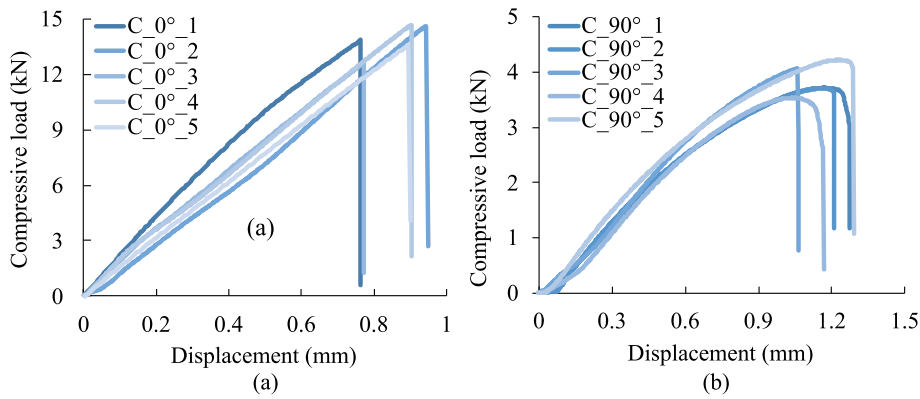 15
12
9
6
3
0
Compressive load (kN)
C_0°_1
C_0°_2
C_0°_3
C_0°_4
C_0°_5
(a)
0 0.2 0.4 0.6 0.8 1
Displacement (mm)
(a)
5
4
3
2
1
0
Compressive load (kN)
C_90°_1
C_90°_2
C_90°_3
C_90°_4
C_90°_5
0 0.3 0.6 0.9 1.2 1.5
Displacement (mm)
(b)